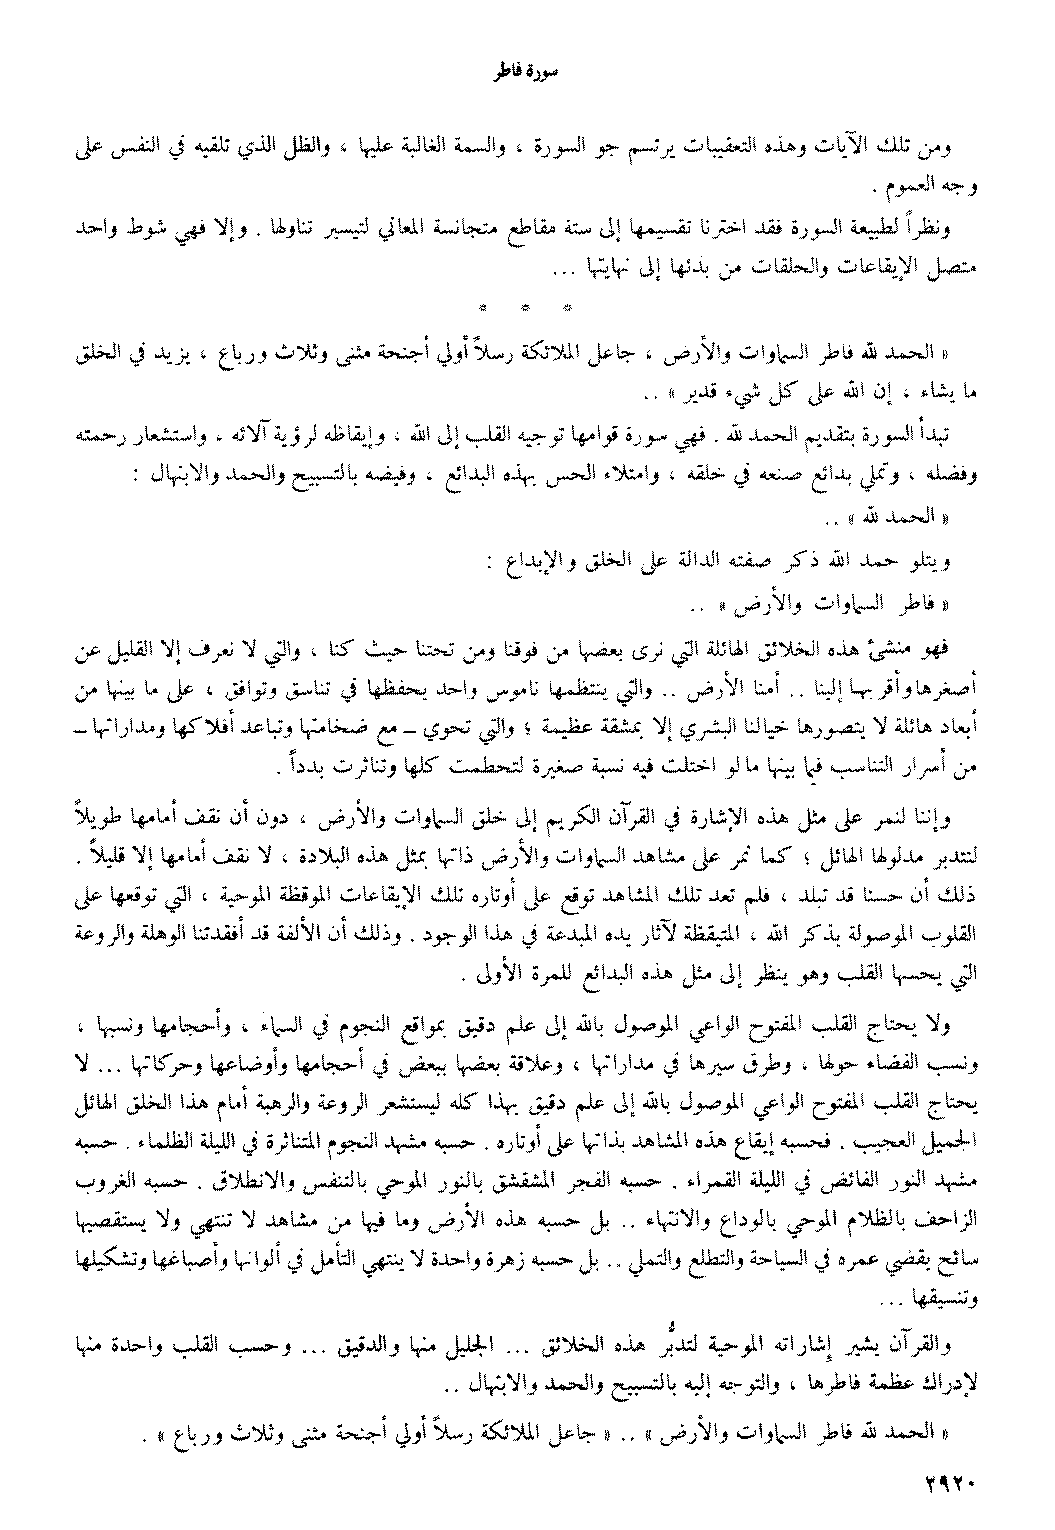 سورة فاطر
ومن تلك الآيات وهذه التعقيبات يرتسم جو السورة ، والسمة الغالبة عليها ، والظل الذي تلقيه في النفس على
وجه العموم .
ونظراً لطبيعة السورة فقد اخترنا تقسيمها إلى ستة مقاطع متجانسة المعاني لتيسير تناولها . وإلا فهي شوط واحد
متصل الإيقاعات والحلقات من بدئها إلى نهايتها ...
* * *
« الحمد لله فاطر السماوات والأرض ، جاعل الملائكة رسلاً أولي أجنحة مثنى وثلاث ورباع ، يزيد في الخلق
ما يشاء ، إن الله على كل شيء قدير » ..
تبدأ السورة بتقديم الحمد لله . فهي سورة قوامها توجيه القلب إلى الله ، وإيقاظه لرؤية آلائه ، واستشعار رحمته
وفضله ، وتملي بدائع صنعه في خلقه ، وامتلاء الحس بهذه البدائع ، وفيضه بالتسبيح والحمد والابتهال :
« الحمد لله » ..
ويتلو حمد الله ذكر صفته الدالة على الخلق والإبداع :
« فاطر السماوات والأرض » ..
فهو منشئ هذه الخلائق الهائلة التي نرى بعضها من فوقنا ومن تحتنا حيث كنا ، والتي لا نعرف إلا القليل عن
أصغرها وأقربها إلينا .. أمنا الأرض .. والتي ينتظمها ناموس واحد يحفظها في تناسق وتوافق ، على ما بينها من
أبعاد هائلة لا يتصورها خيالنا البشري إلا بمشقة عظيمة ؛ والتي تحوي ــ مع ضخامتها وتباعد أفلاكها ومداراتها ــ
من أسرار التناسب فيما بينها ما لو اختلت فيه نسبة صغيرة لتحطمت كلها وتناثرت بدداً .
وإننا لنمر على مثل هذه الإشارة في القرآن الكريم إلى خلق السماوات والأرض ، دون أن نقف أمامها طويلاً
لنتدبر مدلولها الهائل ؛ كما نمر على مشاهد السماوات والأرض ذاتها بمثل هذه البلادة ، لا نقف أمامها إلا قليلاً .
ذلك أن حسنا قد تبلد ، فلم تعد تلك المشاهد توقع على أوتاره تلك الإيقاعات الموقظة الموحية ، التي توقعها على
القلوب الموصولة بذكر الله ، المتيقظة لآثار يده المبدعة في هذا الوجود . وذلك أن الألفة قد أفقدتنا الوهلة والروعة
التي يحسها القلب وهو ينظر إلى مثل هذه البدائع للمرة الأولى .
ولا يحتاج القلب المفتوح الواعي الموصول بالله إلى علم دقيق بمواقع النجوم في السماء ، وأحجامها ونسبها ،
ونسب الفضاء حولها ، وطرق سيرها في مداراتها ، وعلاقة بعضها ببعض في أحجامها وأوضاعها وحركاتها ... لا
يحتاج القلب المفتوح الواعي الموصول بالله إلى علم دقيق بهذا كله ليستشعر الروعة والرهبة أمام هذا الخلق الهائل
الجميل العجيب . فحسبه إيقاع هذه المشاهد بذاتها على أوتاره . حسبه مشهد النجوم المتناثرة في الليلة الظلماء . حسبه
مشهد النور الفائض في الليلة القمراء . حسبه الفجر المشقشق بالنور الموحي بالتنفس والانطلاق . حسبه الغروب
الزاحف بالظلام الموحي بالوداع والانتهاء .. بل حسبه هذه الأرض وما فيها من مشاهد لا تنتهي ولا يستقصيها
سائح يقضي عمره في السياحة والتطلع والتملي .. بل حسبه زهرة واحدة لا ينتهي التأمل في ألوانها وأصباغها وتشكيلها
وتنسيقها ...
والقرآن يشير إشاراته الموحية لتدبُّر هذه الخلائق ... الجليل منها والدقيق ... وحسب القلب واحدة منها
لإدراك عظمة فاطرها ، والتوجه إليه بالتسبيح والحمد والابتهال ..
« الحمد لله فاطر السماوات والأرض » .. « جاعل الملائكة رسلاً أولي أجنحة مثنى وثلاث ورباع » .
٢٩٢٠